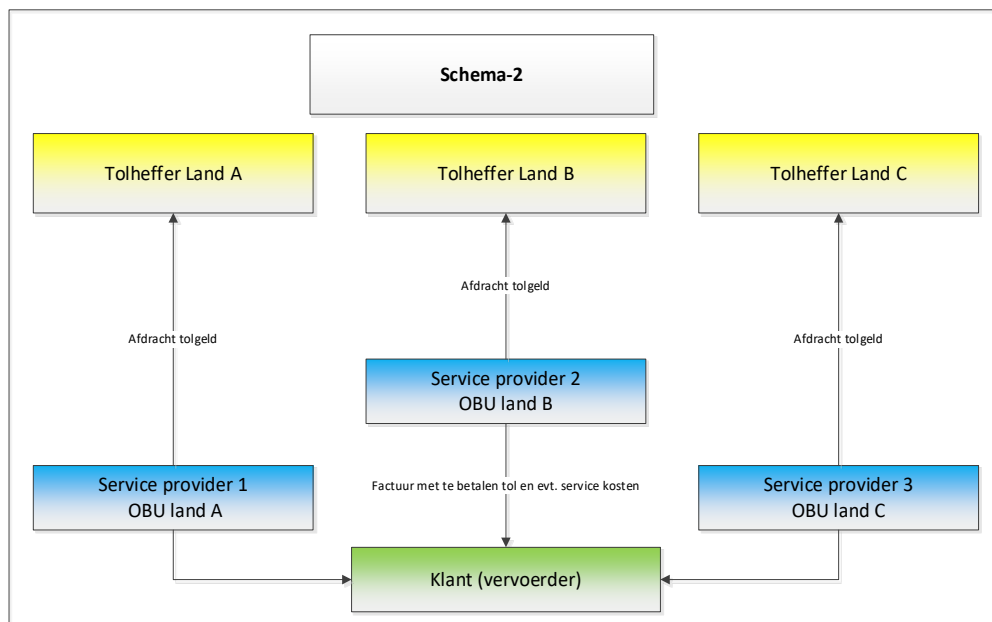 Schema-2
Tolheffer Land A
Tolheffer Land B
Tolheffer Land C
Afdracht tolgeld
Afdracht tolgeld
Afdracht tolgeld
Service provider 2
OBU land B
Service provider 1
OBU land A
Factuur met te betalen tol en evt. service kosten
Service provider 3
OBU land C
Klant (vervoerder)